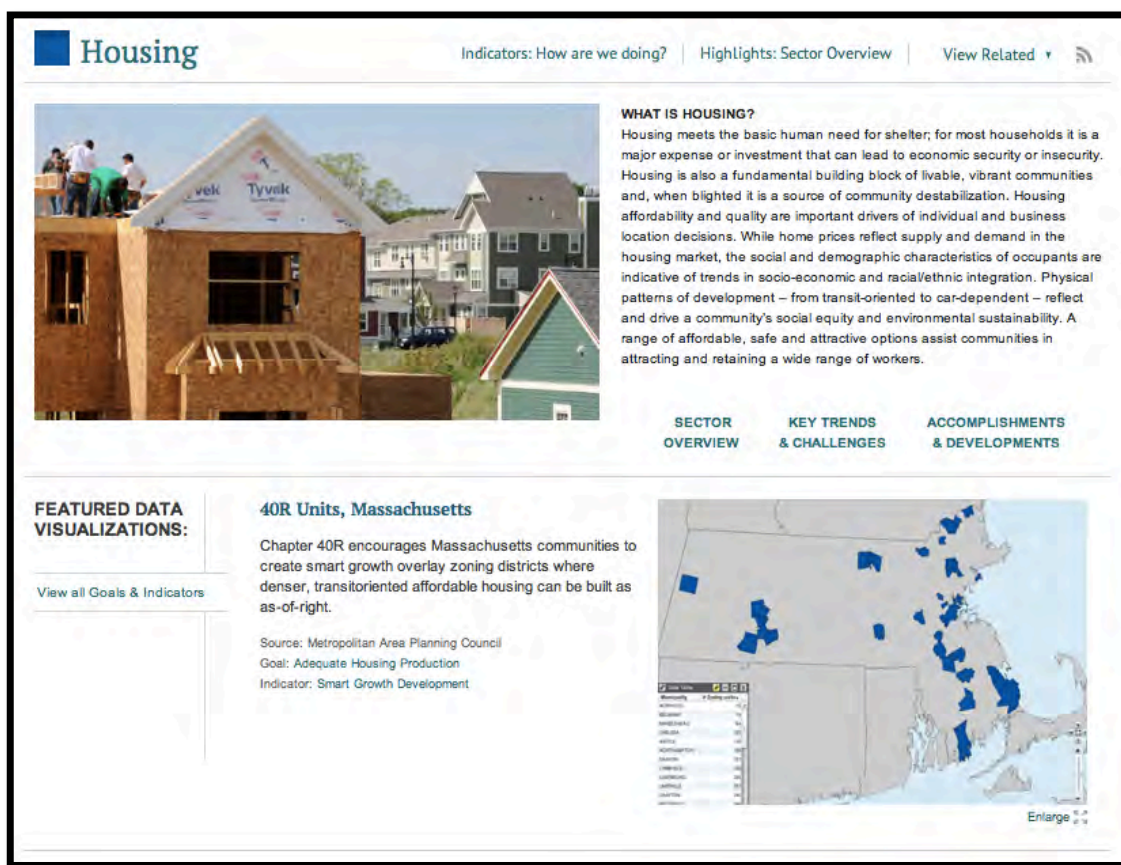 Housing
Indicators: How are we doing?
Highlights: Sector Overview
View Related
WHAT IS HOUSING?
Housing meets the basic human need for shelter; for most households it is a
major expense or investment that can lead to economic security or insecurity.
Housing is also a fundamental building block of livable, vibrant communities
and, when blighted it is a source of community destabilization. Housing
affordability and quality are important drivers of individual and business
location decisions. While home prices reflect supply and demand in the
housing market, the social and demographic characteristics of occupants are
indicative of trends in socio-economic and racial/ethnic integration. Physical
patterns of development – from transit-oriented to car-dependent – reflect
and drive a community's social equity and environmental sustainability. A
range of affordable, safe and attractive options assist communities in
attracting and retaining a wide range of workers.
Tyvek
SECTOR
OVERVIEW
KEY TRENDS
& CHALLENGES
ACCOMPLISHMENTS
& DEVELOPMENTS
FEATURED DATA
VISUALIZATIONS:
View all Goals & Indicators
40R Units, Massachusetts
Chapter 40R encourages Massachusetts communities to
create smart growth overlay zoning districts where
denser, transitoriented affordable housing can be built as
as-of-right.
Source: Metropolitan Area Planning Council
Goal: Adequate Housing Production
Indicator: Smart Growth Development
Enlarge